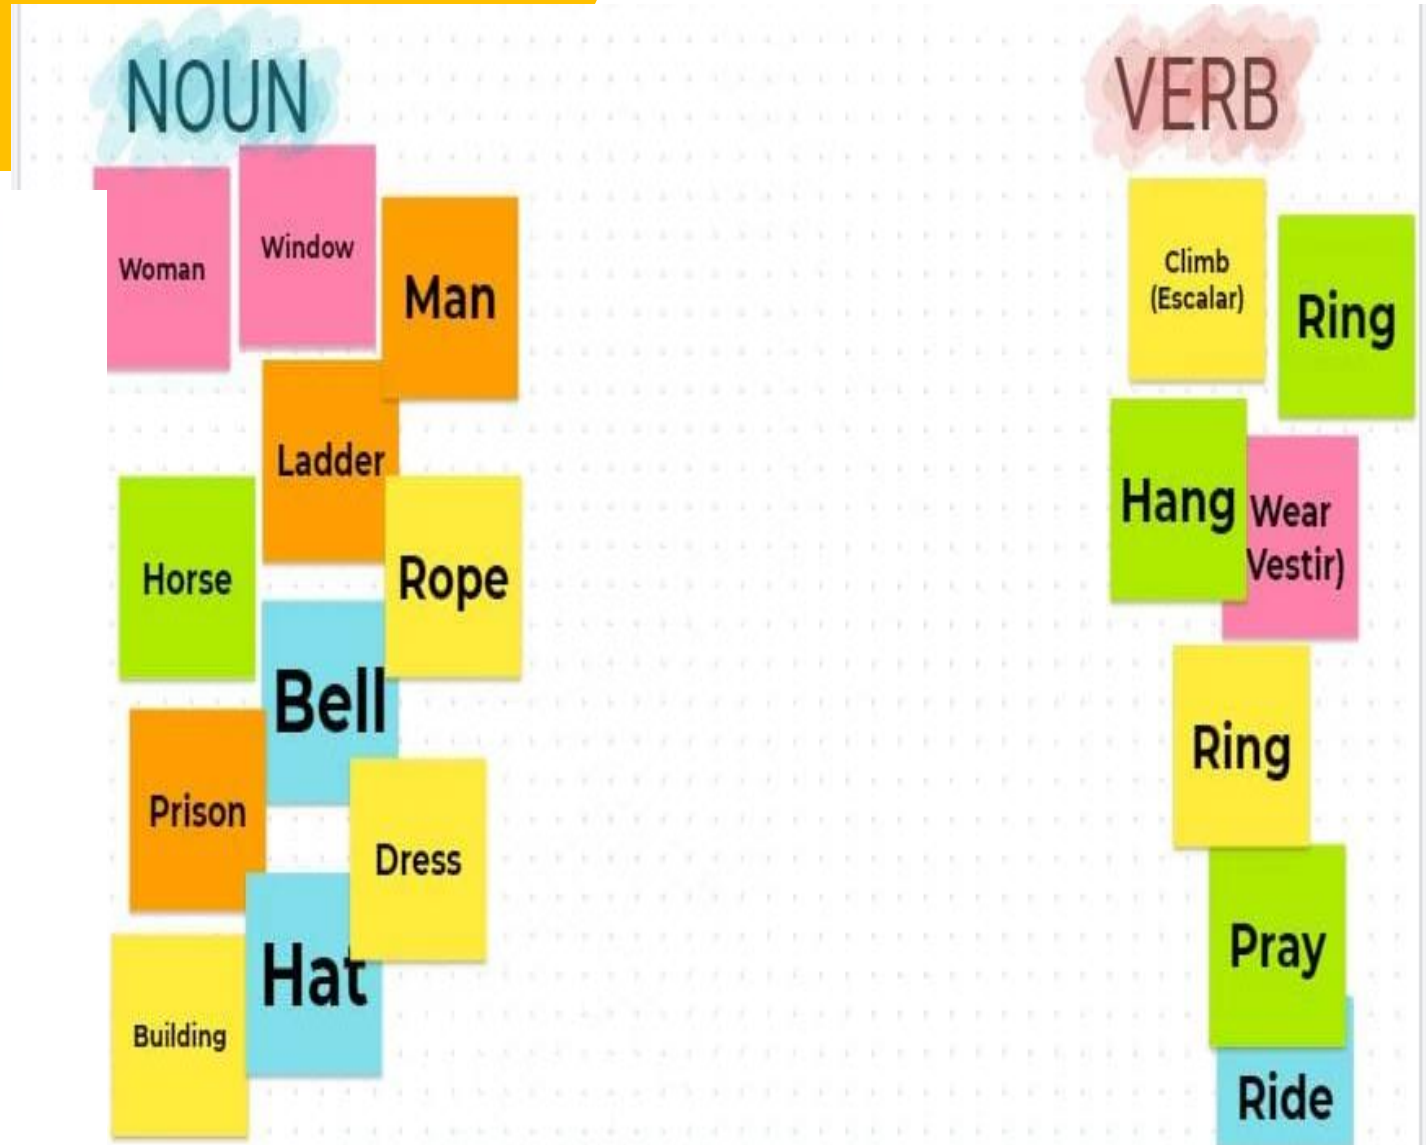 NOUN
Woman
Window
Man
Ladder
Horse
Rope
Bell
Prison
Dress
Hat
Building
VERB
Climb
(Escalar)
Ring
Hang
Wear
Vestir)
Ring
Pray
Ride